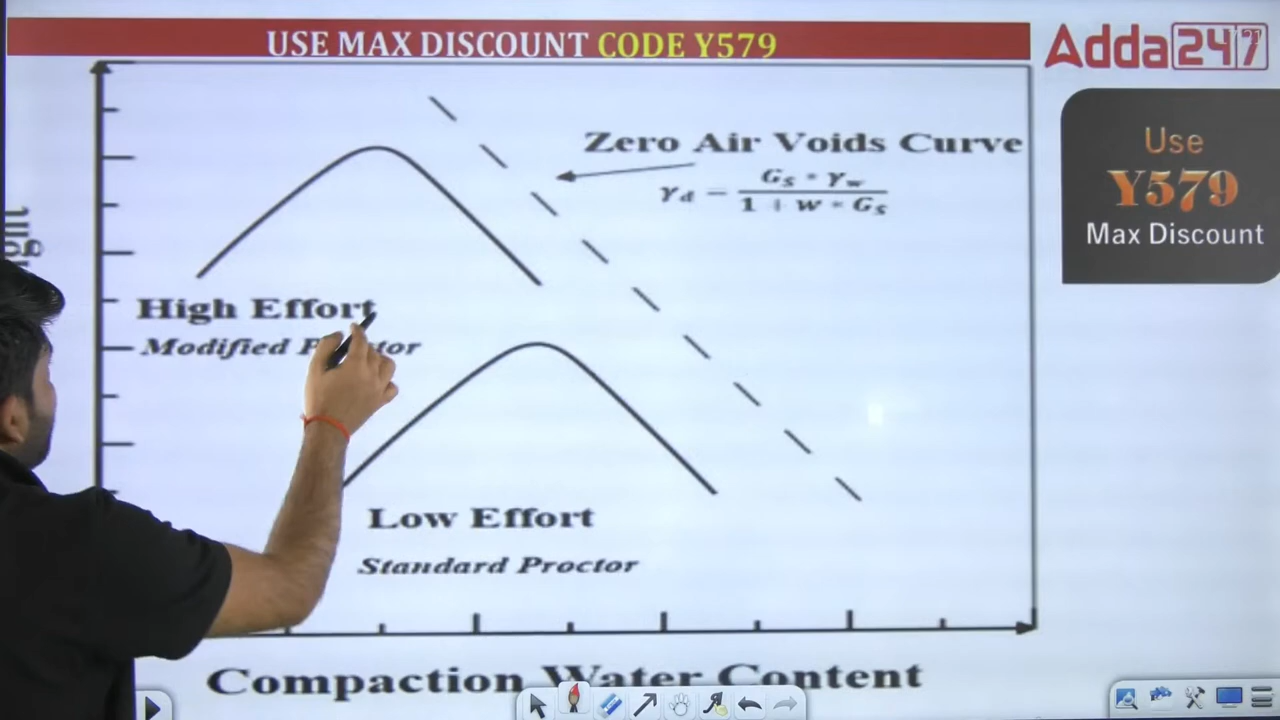 USE MAX DISCOUNT CODE Y579
Adda247
Use
Y579
Max Discount
Zero Air Voids Curve
γd = Gs * γw / 1 + w * Gs
High Effort
Modified
Low Effort
Standard Proctor
Compaction Water Content